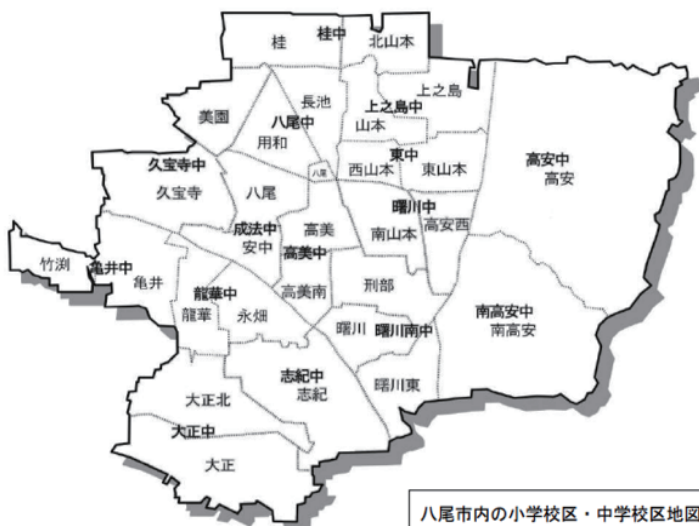 桂
桂中
北山本
美園
長池
上之島
上之島中
八尾中
用和
山本
久宝寺中
久宝寺
八尾
八尾
東中
西山本
東山本
高安中
高安
曙川中
高安西
南山本
成法中
安中
高美
高美中
竹渕
亀井中
亀井
龍華中
龍華
永畑
高美南
刑部
曙川
曙川南中
南高安中
南高安
志紀中
志紀
曙川東
大正北
大正中
大正
八尾市内の小学校区・中学校区地図